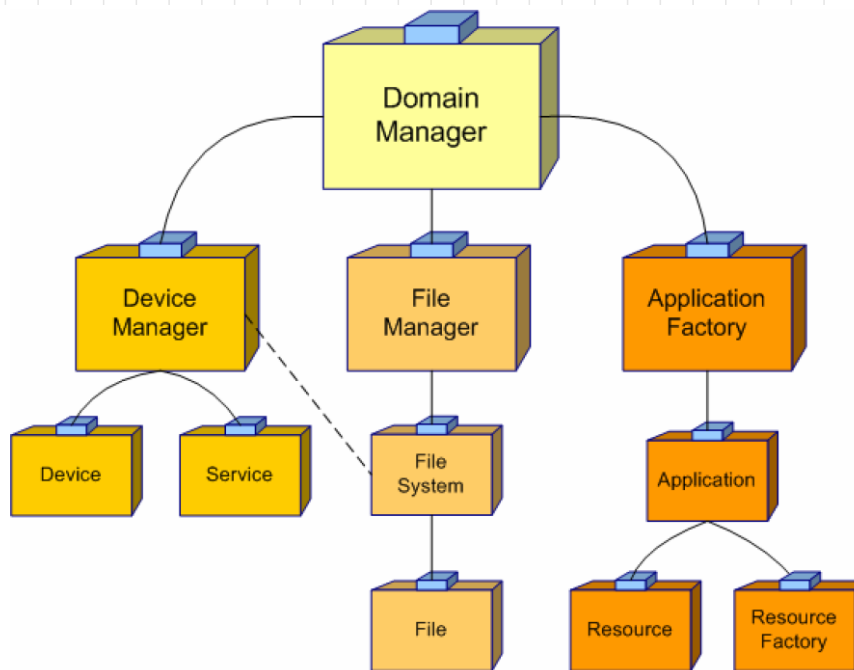 Domain
Manager
Device
Manager
File
Manager
Application
Factory
Device
Service
File
System
Application
File
Resource
Resource
Factory